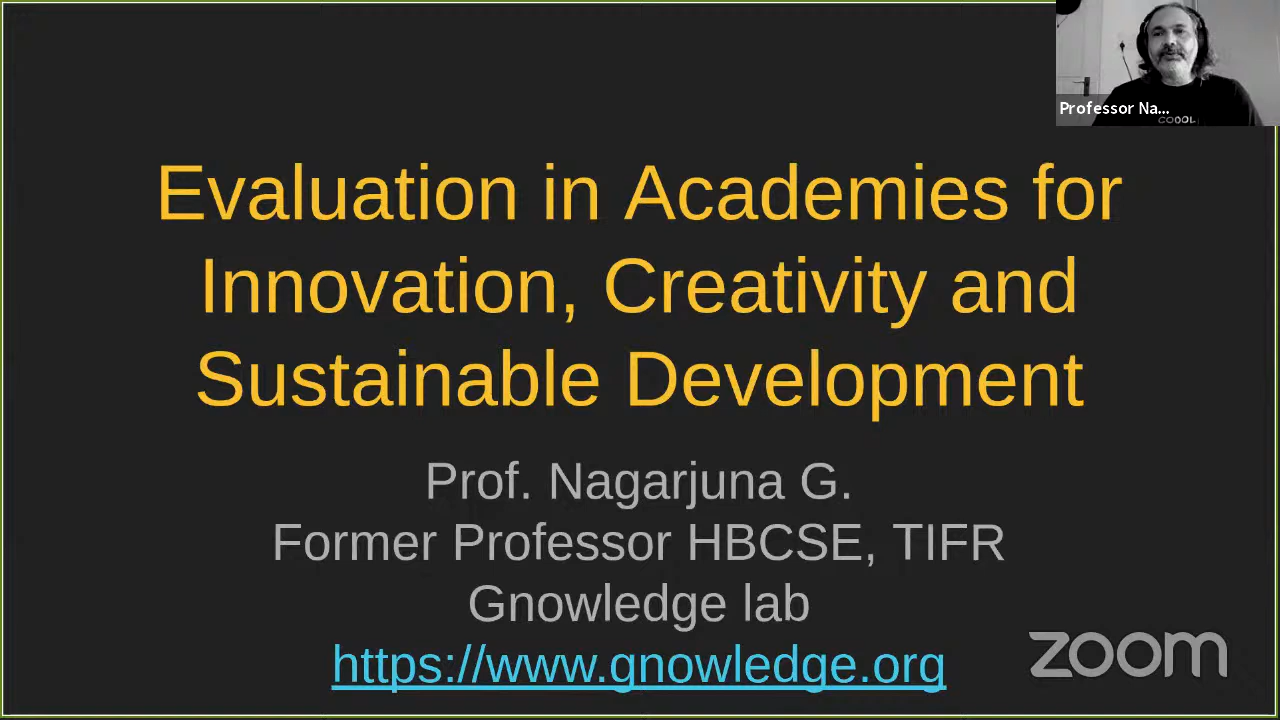 Professor Na...
COOOL
Evaluation in Academies for
Innovation, Creativity and
Sustainable Development
Prof. Nagarjuna G.
Former Professor HBCSE, TIFR
Gnowledge lab
https://www.gnowledge.org
zoom